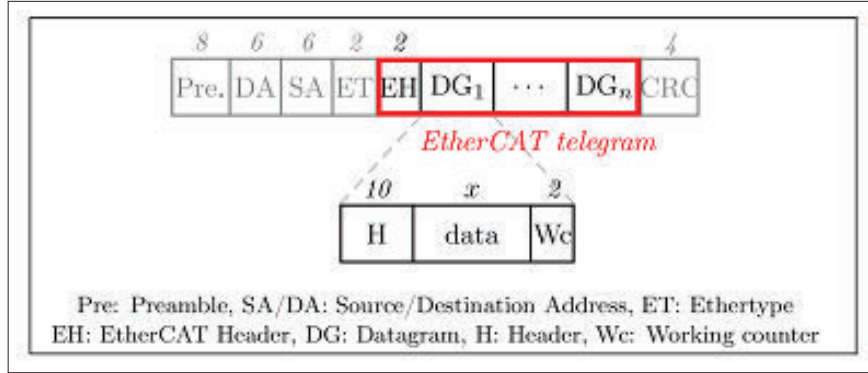 8 6 6 2 2 4
Pre. DA SA ET EH DG₁ ··· DGₙ CRC
EtherCAT telegram
10 x 2
H data Wc
Pre: Preamble, SA/DA: Source/Destination Address, ET: Ethertype
EH: EtherCAT Header, DG: Datagram, H: Header, Wc: Working counter